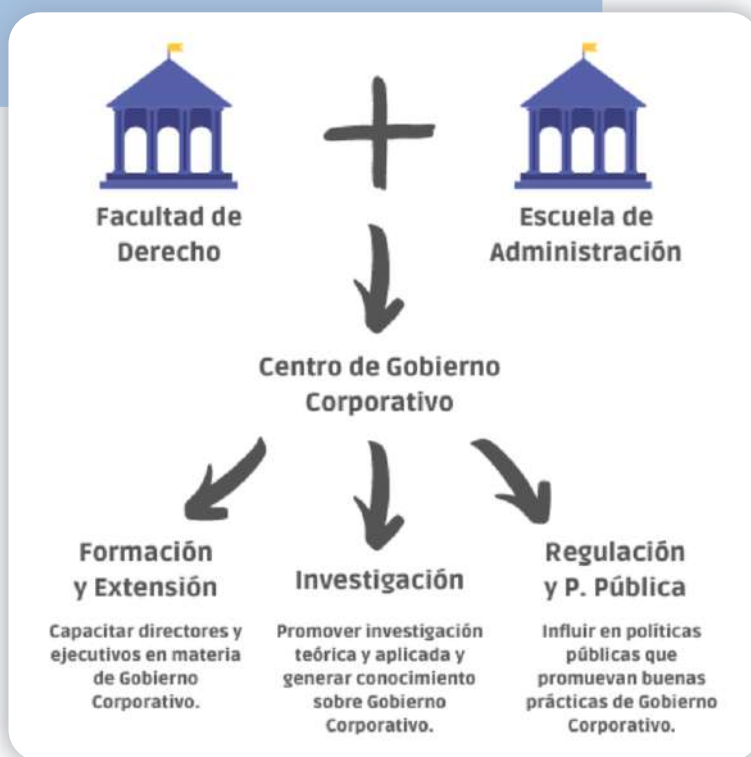 Facultad de
Derecho
Escuela de
Administración
Centro de Gobierno
Corporativo
Formación
y Extensión
Capacitar directores y
ejecutivos en materia
de Gobierno
Corporativo.
Investigación
Promover investigación
teórica y aplicada y
generar conocimiento
sobre Gobierno
Corporativo.
Regulación
y P. Pública
Influir en políticas
públicas que
promuevan buenas
prácticas de Gobierno
Corporativo.